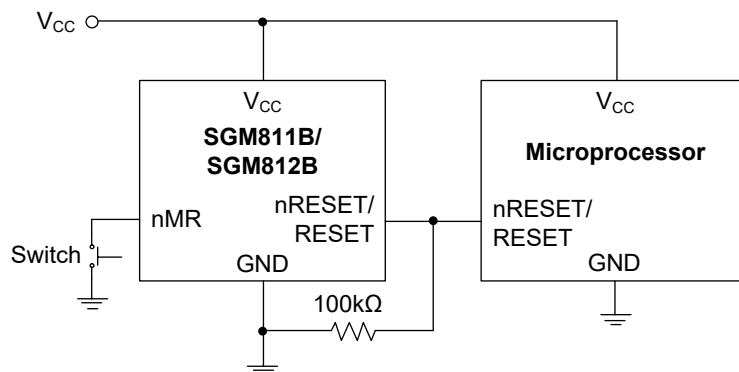 VCC
VCC
SGM811B/
SGM812B
nMR
nRESET/
RESET
GND
Switch
100kΩ
VCC
Microprocessor
nRESET/
RESET
GND